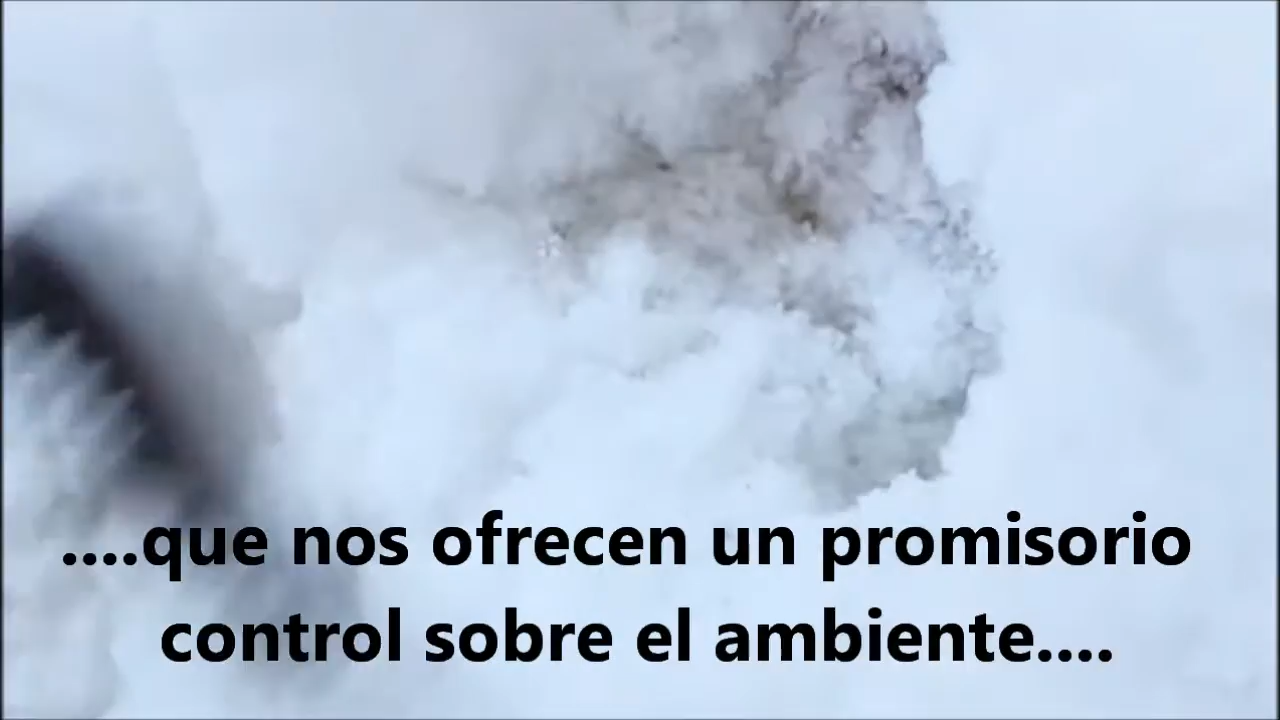 ....que nos ofrecen un promisorio
control sobre el ambiente....